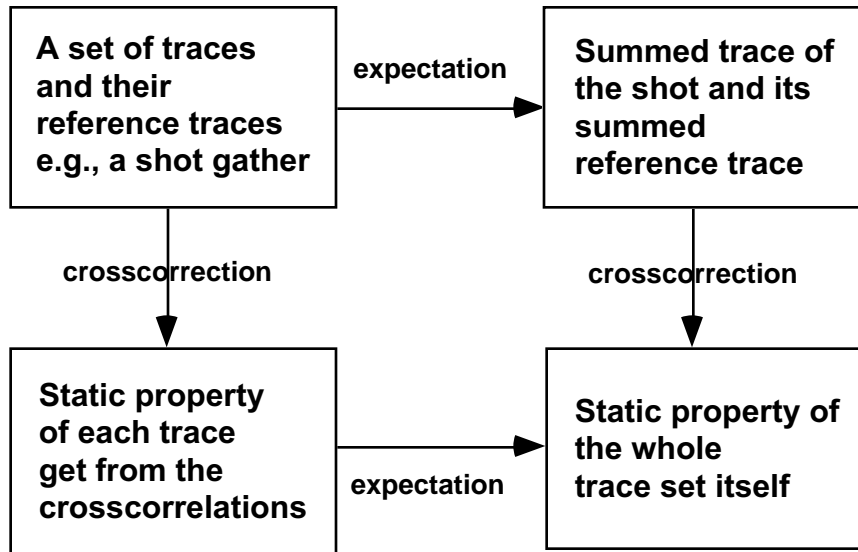 A set of traces
and their
reference traces
e.g., a shot gather
expectation
Summed trace of
the shot and its
summed
reference trace
crosscorrection
crosscorrection
Static property
of each trace
get from the
crosscorrelations
expectation
Static property of
the whole
trace set itself